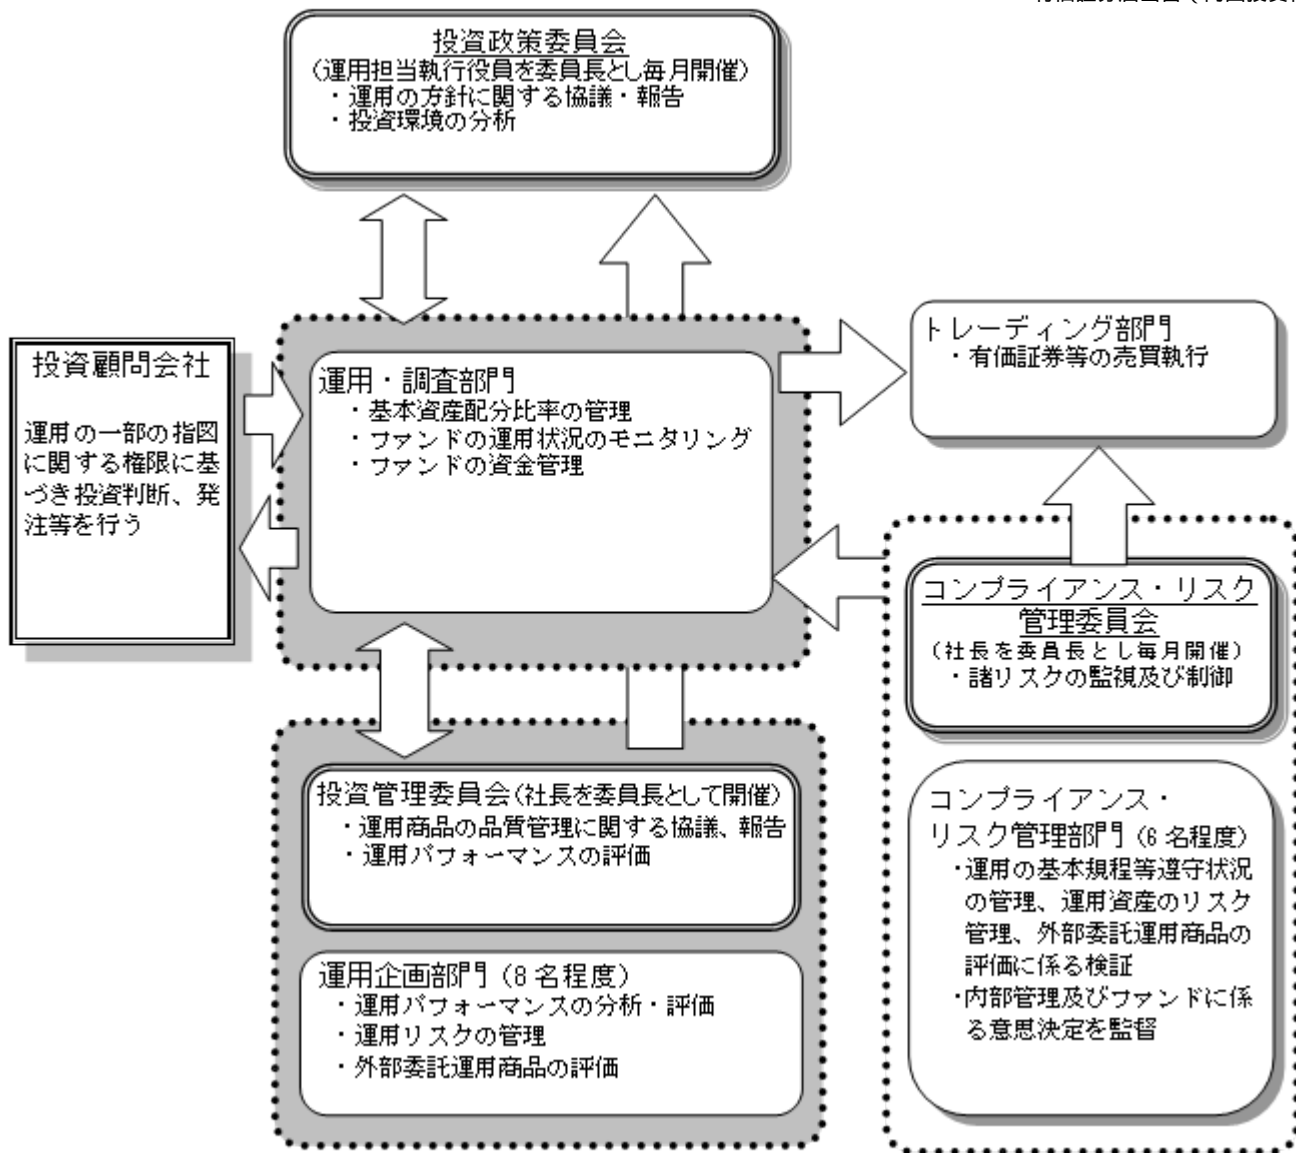 投資政策委員会
(運用担当執行役員を委員長とし毎月開催)
・運用の方針に関する協議・報告
・投資環境の分析
投資顧問会社
運用の一部の指図
に関する権限に基
づき投資判断、発
注等を行う
運用・調査部門
・基本資産配分比率の管理
・ファンドの運用状況のモニタリング
・ファンドの資金管理
トレーディング部門
・有価証券等の売買執行
コンプライアンス・リスク
管理委員会
(社長を委員長とし毎月開催)
・諸リスクの監視及び制御
投資管理委員会(社長を委員長として開催)
・運用商品の品質管理に関する協議、報告
・運用パフォーマンスの評価
運用企画部門(8名程度)
・運用パフォーマンスの分析・評価
・運用リスクの管理
・外部委託運用商品の評価
コンプライアンス・
リスク管理部門(6名程度)
・運用の基本規程等遵守状況
の管理、運用資産のリスク
管理、外部委託運用商品の
評価に係る検証
・内部管理及びファンドに係
る意思決定を監督